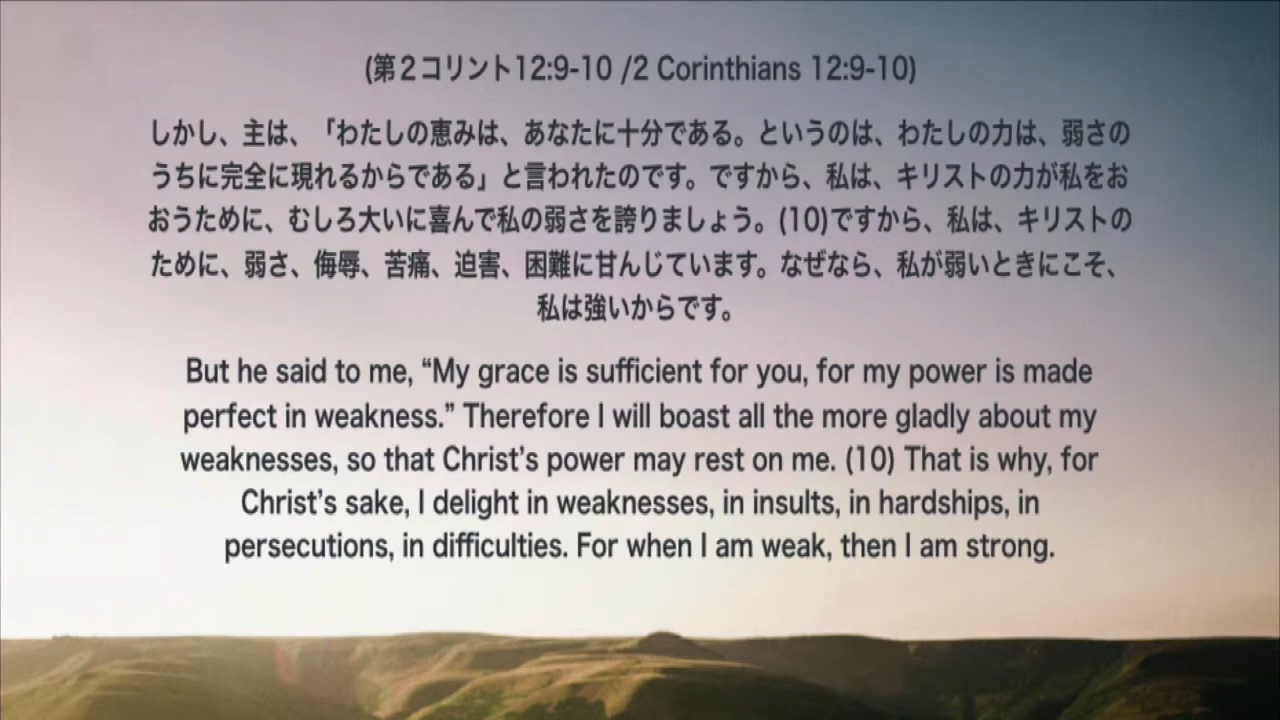 (第２コリント12:9-10 /2 Corinthians 12:9-10)
しかし、主は、「わたしの恵みは、あなたに十分である。というのは、わたしの力は、弱さの
うちに完全に現れるからである」と言われたのです。ですから、私は、キリストの力が私をお
おうために、むしろ大いに喜んで私の弱さを誇りましょう。(10)ですから、私は、キリストの
ために、弱さ、侮辱、苦痛、迫害、困難に甘んじています。なぜなら、私が弱いときにこそ、
私は強いからです。
But he said to me, “My grace is sufficient for you, for my power is made
perfect in weakness.” Therefore I will boast all the more gladly about my
weaknesses, so that Christ’s power may rest on me. (10) That is why, for
Christ’s sake, I delight in weaknesses, in insults, in hardships, in
persecutions, in difficulties. For when I am weak, then I am strong.